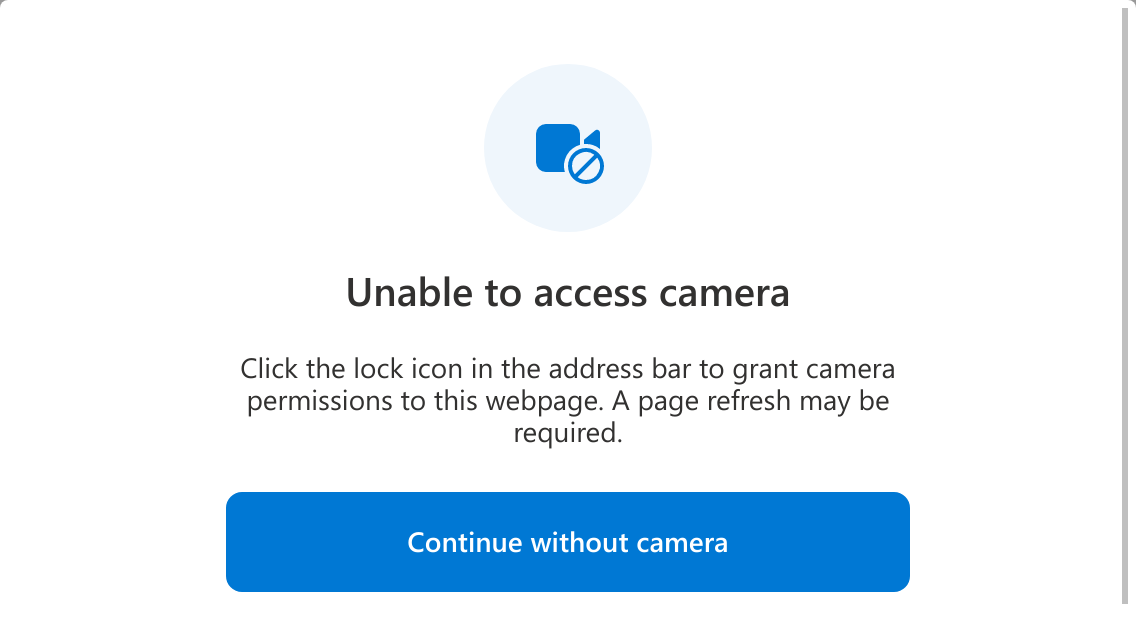 Unable to access camera
Click the lock icon in the address bar to grant camera
permissions to this webpage. A page refresh may be
required.
Continue without camera